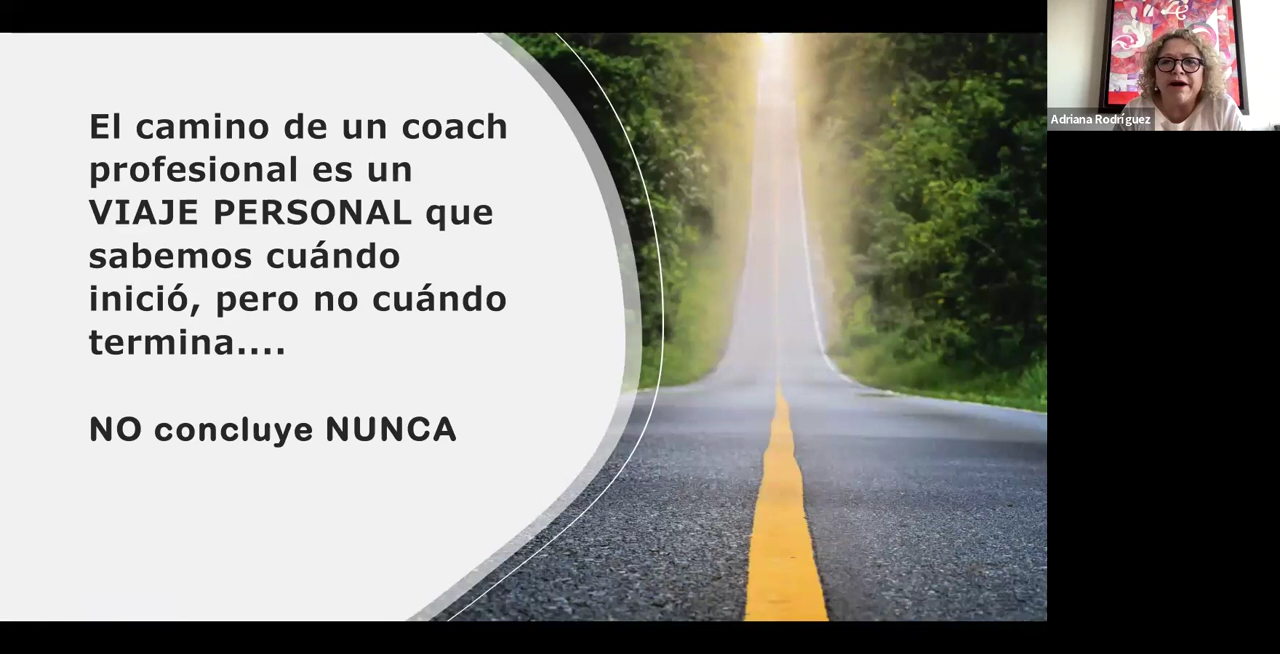 El camino de un coach
profesional es un
VIAJE PERSONAL que
sabemos cuándo
inició, pero no cuándo
termina....
NO concluye NUNCA
Adriana Rodríguez